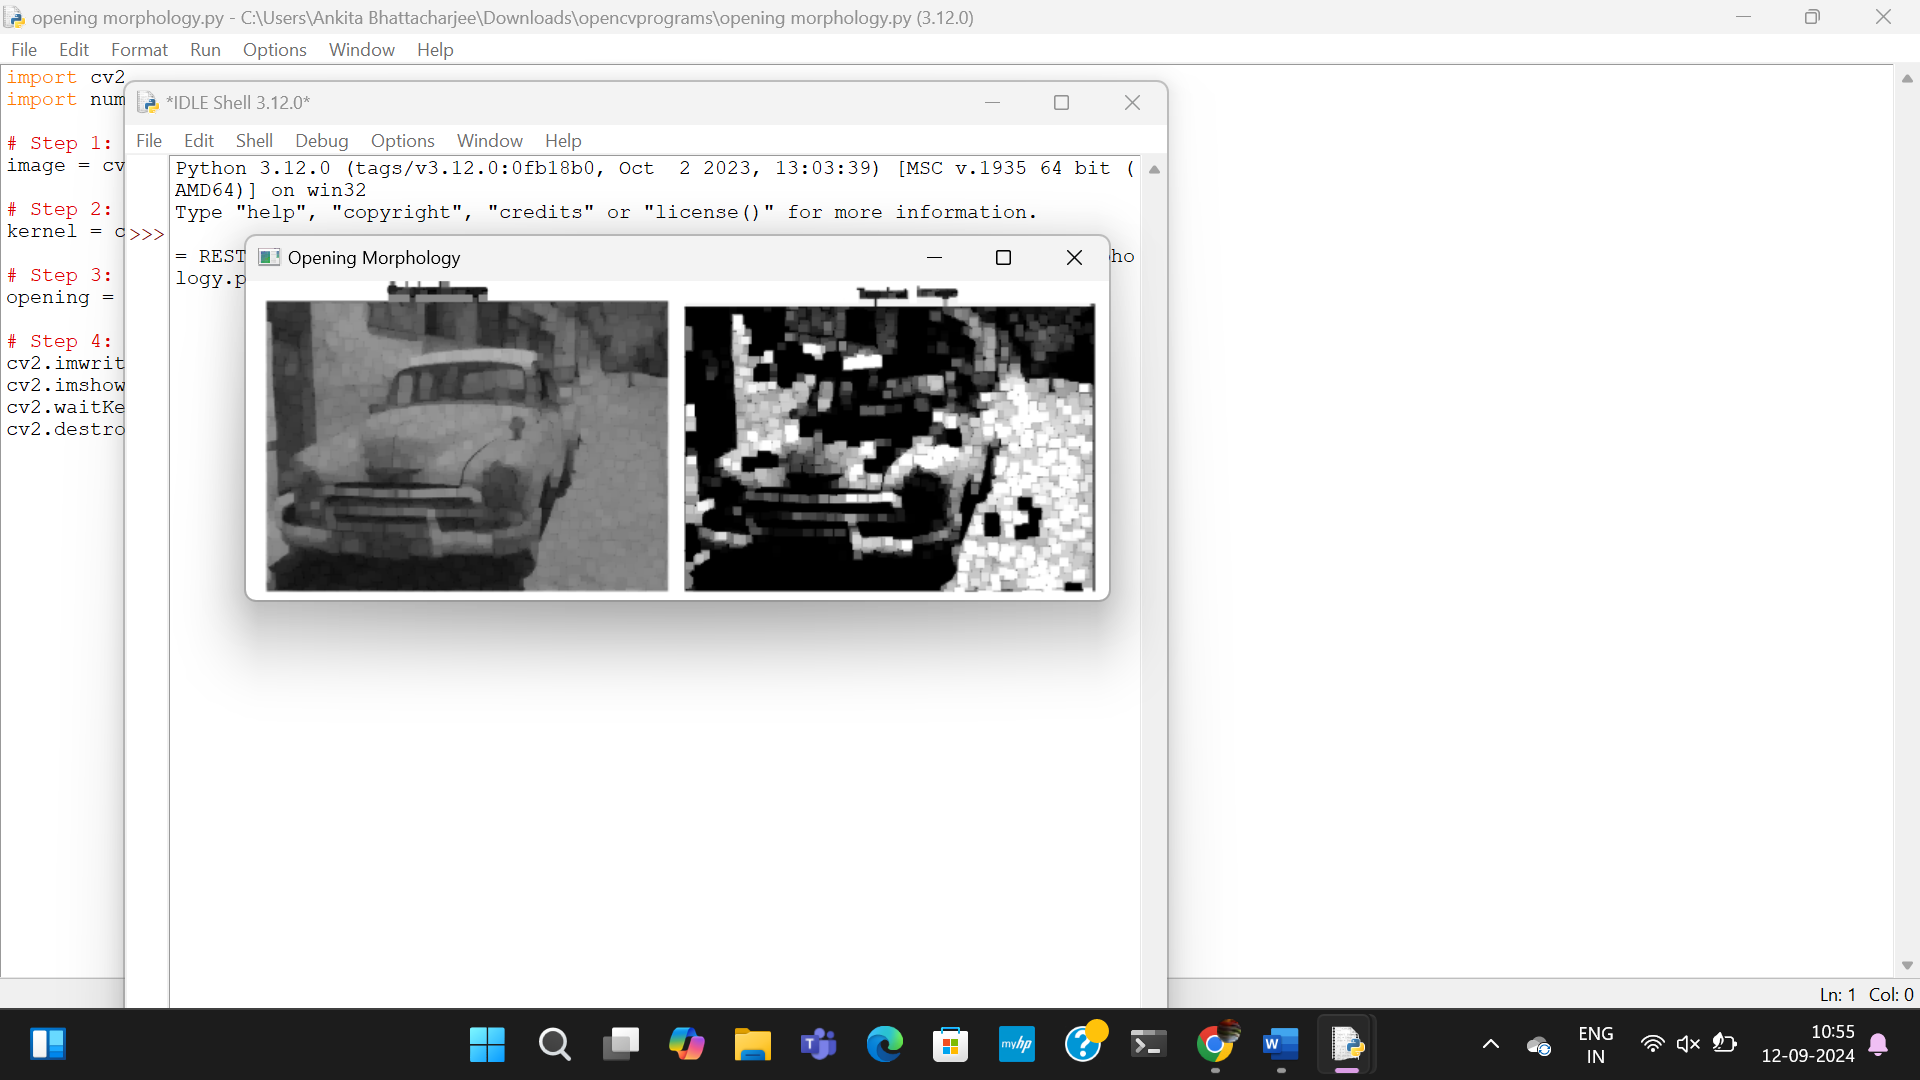 opening morphology.py - C:\Users\Ankita Bhattacharjee\Downloads\opencvprograms\opening morphology.py (3.12.0)
File Edit Format Run Options Window Help
import cv2
import num
# Step 1:
image = cv
# Step 2:
kernel = c
# Step 3:
opening =
# Step 4:
cv2.imwrit
cv2.imshow
cv2.waitKe
cv2.destro
*IDLE Shell 3.12.0*
File Edit Shell Debug Options Window Help
Python 3.12.0 (tags/v3.12.0:0fb18b0, Oct  2 2023, 13:03:39) [MSC v.1935 64 bit (
AMD64)] on win32
Type "help", "copyright", "credits" or "license()" for more information.
>>>
= REST
ho
logy.p
Opening Morphology
Ln: 1 Col: 0
myhp
ENG
IN
10:55
12-09-2024